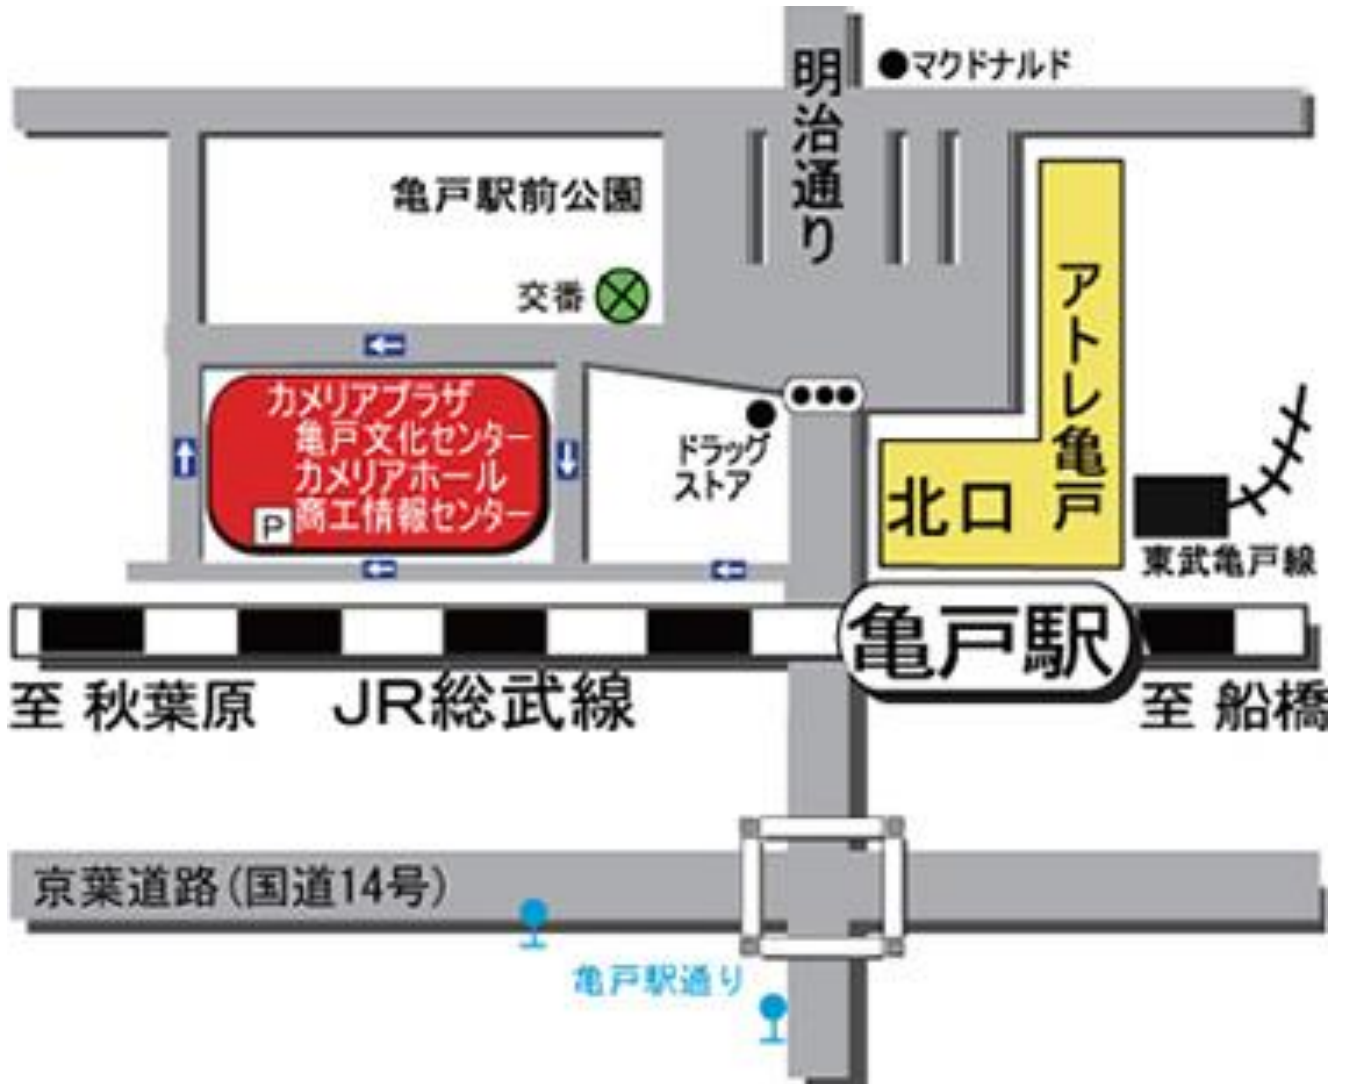 明治通り
マクドナルド
亀戸駅前公園
交番
アトレ亀戸
カメリアプラザ
亀戸文化センター
カメリアホール
P商工情報センター
ドラッグ
ストア
北口
東武亀戸線
亀戸駅
至 秋葉原
JR総武線
至 船橋
京葉道路(国道14号)
亀戸駅通り